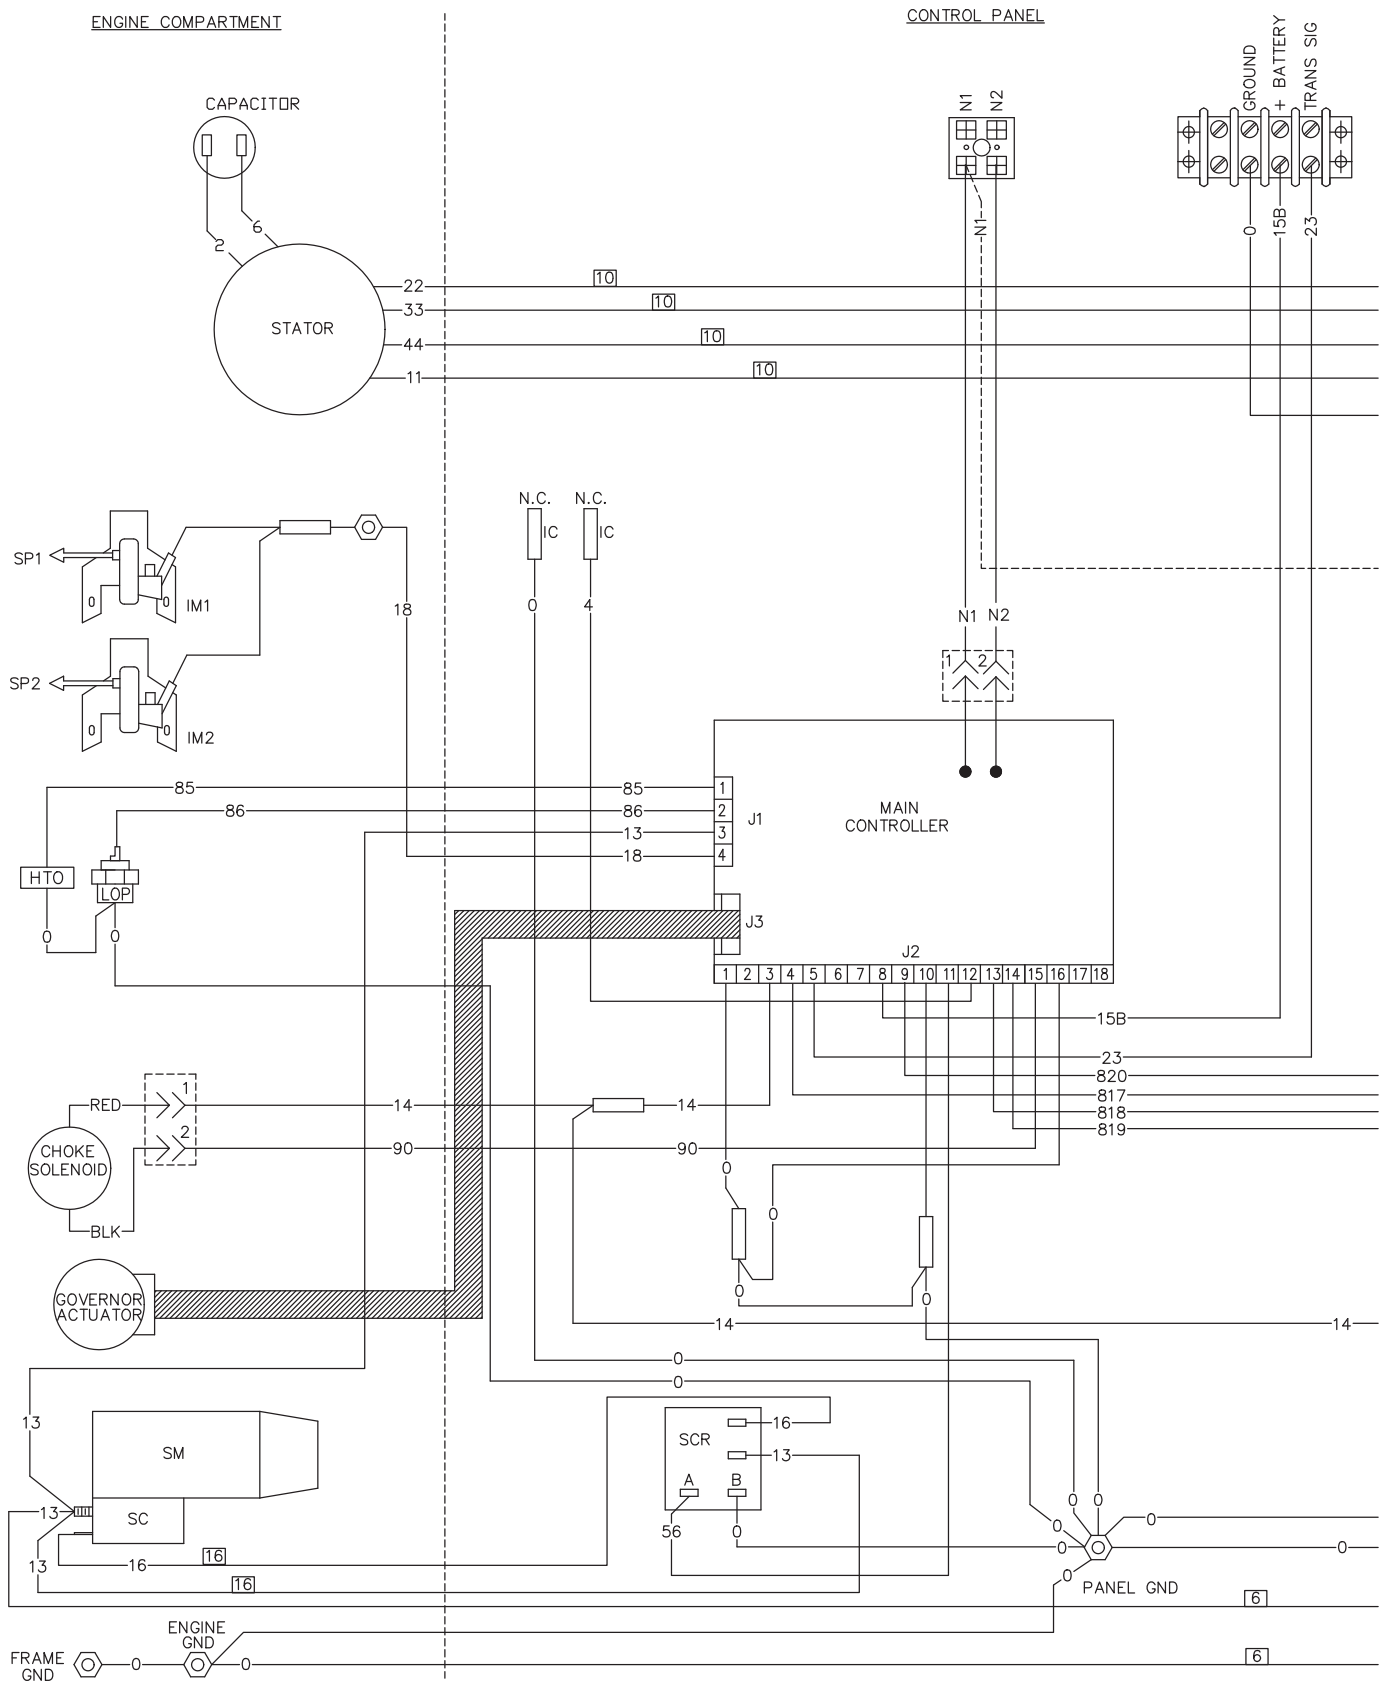 ENGINE COMPARTMENT
CONTROL PANEL
GROUND
+ BATTERY
TRANS SIG
CAPACITOR
N1
N2
2
6
N1
0
15B
23
STATOR
22
10
33
10
44
10
11
10
N.C.
N.C.
IC
IC
SP1
IM1
18
0
4
N1
N2
SP2
IM2
1
2
85
85
1
86
86
2
13
3
18
4
J1
MAIN
CONTROLLER
HTO
LOP
0
0
J3
J2
1 2 3 4 5 6 7 8 9 10 11 12 13 14 15 16 17 18
15B
23
820
817
818
819
RED
1
14
14
CHOKE
SOLENOID
2
90
90
BLK
0
0
0
0
GOVERNOR
ACTUATOR
14
14
0
0
13
SM
16
SCR
13
A
B
13
SC
56
0
0
0
0
0
0
0
0
13
16
16
16
PANEL GND
6
ENGINE
GND
FRAME
GND
0
0
6